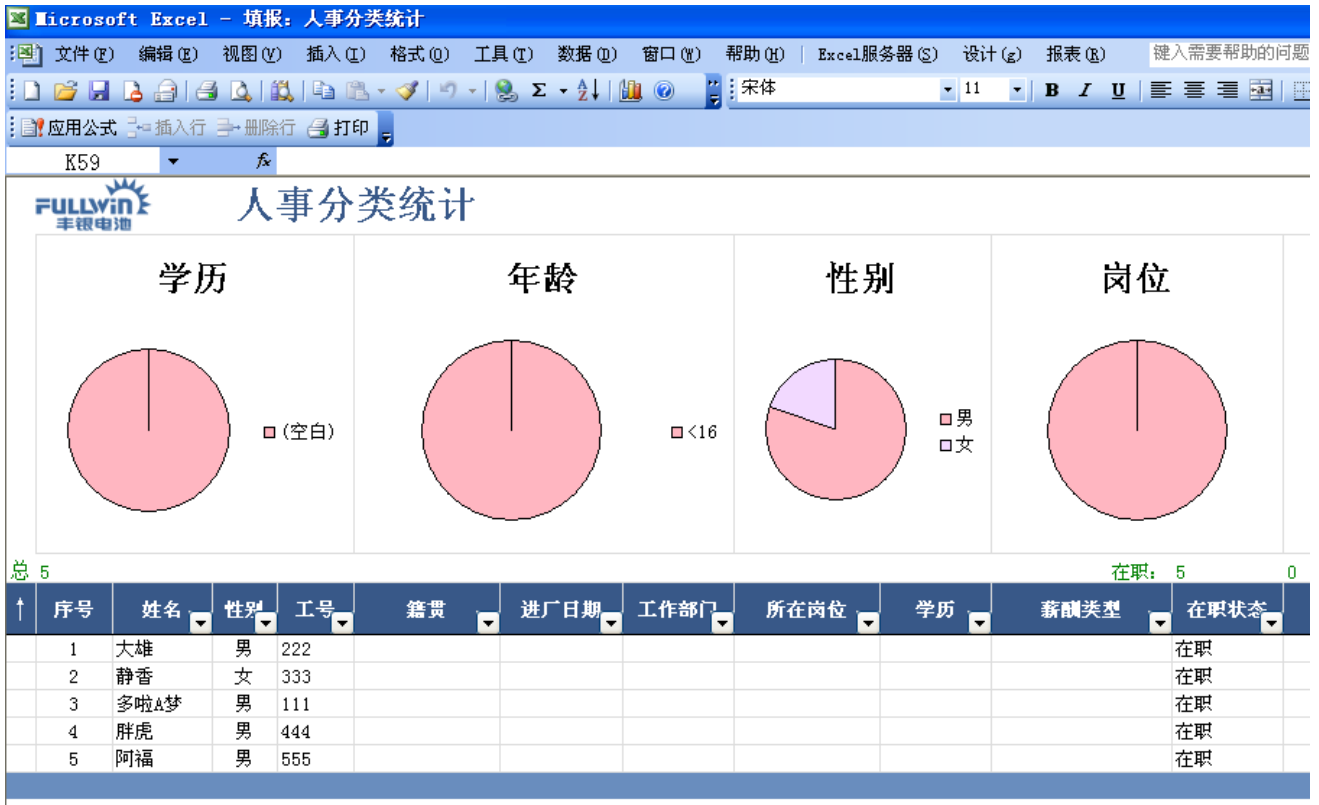 Microsoft Excel - 填报: 人事分类统计
文件(F) 编辑(E) 视图(V) 插入(I) 格式(O) 工具(T) 数据(D) 窗口(W) 帮助(H) Excel服务器(S) 设计(g) 报表(R) 键入需要帮助的问题
Σ 宋体 11 B I U
应用公式 插入行 删除行 打印
K59 fx
FULLWiN 丰银电池
人事分类统计
学历 年龄 性别 岗位
(空白) <16 男
女
总 5 在职: 5 0
↑ 序号 姓名 性别 工号 籍贯 进厂日期 工作部门 所在岗位 学历 薪酬类型 在职状态
1 大雄 男 222 在职
2 静香 女 333 在职
3 多啦A梦 男 111 在职
4 胖虎 男 444 在职
5 阿福 男 555 在职